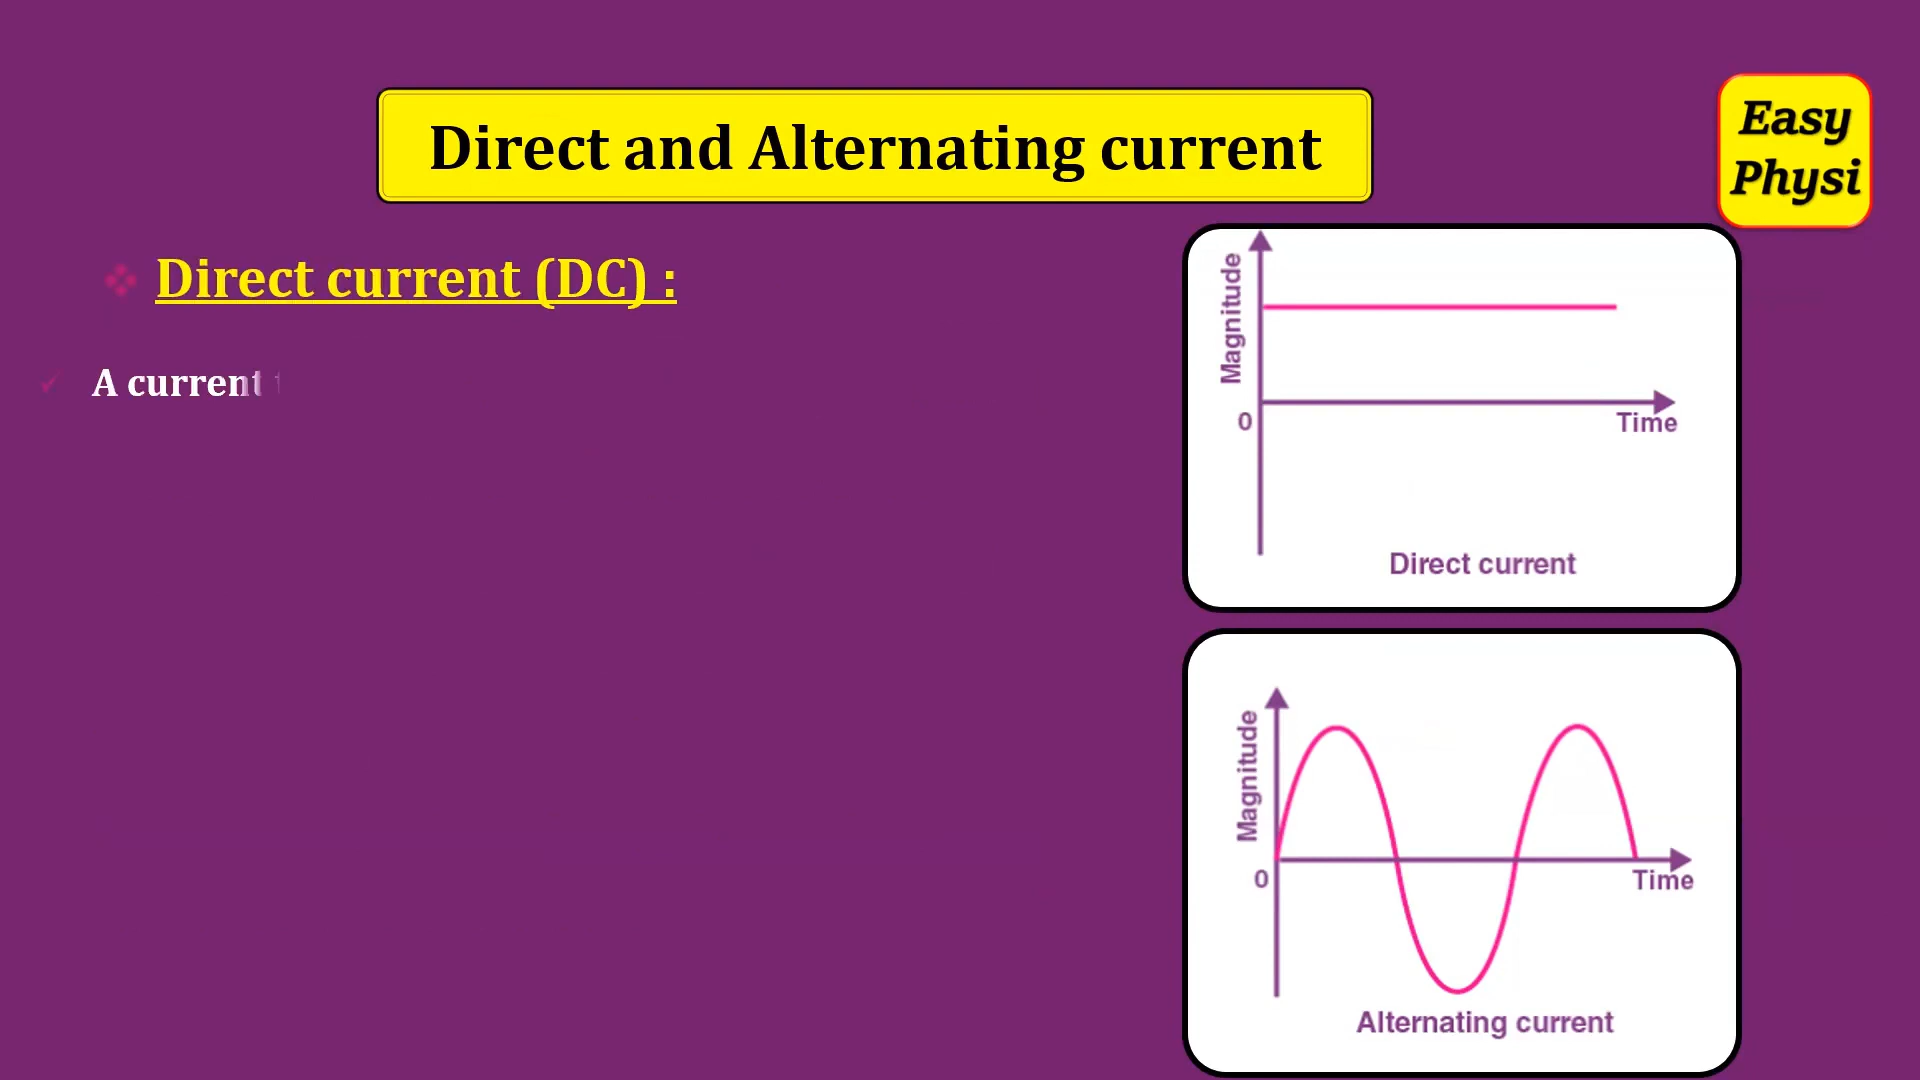 Direct and Alternating current
Easy
Physi
Direct current (DC) :
A current
Magnitude
0
Time
Direct current
Magnitude
0
Time
Alternating current